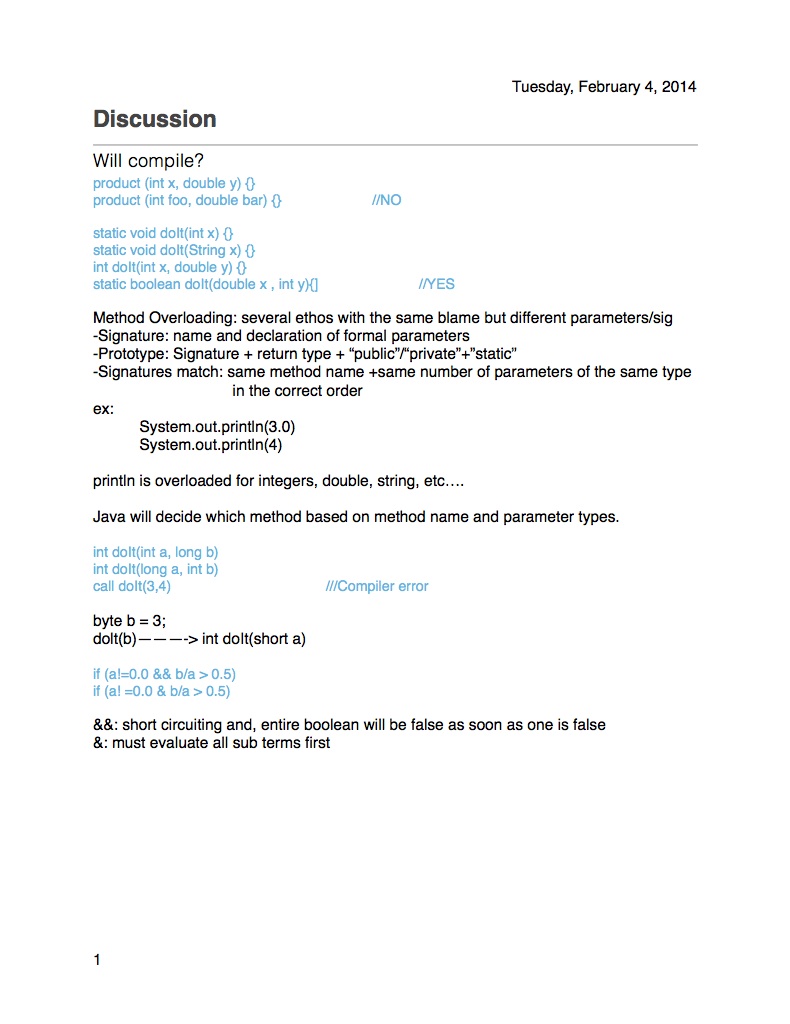 Tuesday, February 4, 2014
Discussion
Will compile?
product (int x, double y) {}
product (int foo, double bar) {} //NO
static void doIt(int x) {}
static void doIt(String x) {}
int doIt(int x, double y) {}
static boolean doIt(double x , int y){] //YES
Method Overloading: several ethos with the same blame but different parameters/sig
-Signature: name and declaration of formal parameters
-Prototype: Signature + return type + “public”/“private”+”static”
-Signatures match: same method name +same number of parameters of the same type
in the correct order
ex:
System.out.println(3.0)
System.out.println(4)
println is overloaded for integers, double, string, etc….
Java will decide which method based on method name and parameter types.
int doIt(int a, long b)
int doIt(long a, int b)
call doIt(3,4) ///Compiler error
byte b = 3;
doIt(b)———-> int doIt(short a)
if (a!=0.0 && b/a > 0.5)
if (a! =0.0 & b/a > 0.5)
&&: short circuiting and, entire boolean will be false as soon as one is false
&: must evaluate all sub terms first
1